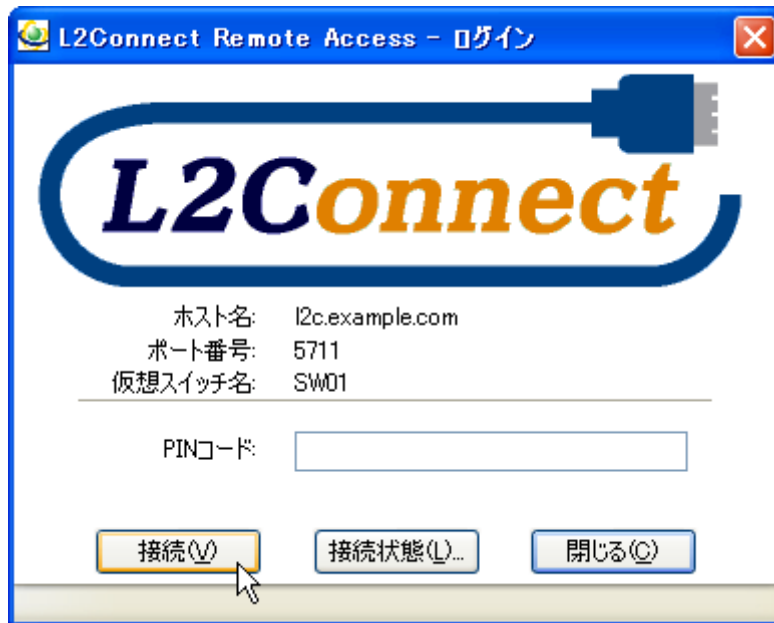 L2Connect Remote Access - ログイン
L2Connect
ホスト名: l2c.example.com
ポート番号: 5711
仮想スイッチ名: SW01
PINコード:
接続(V) 接続状態(L)... 閉じる(C)